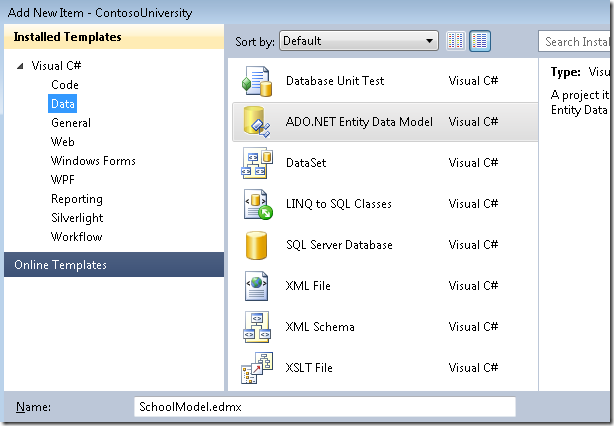 Add New Item - ContosoUniversity
Installed Templates
Visual C#
Code
Data
General
Web
Windows Forms
WPF
Reporting
Silverlight
Workflow
Online Templates
Sort by: Default
Database Unit Test Visual C#
ADO.NET Entity Data Model Visual C#
DataSet Visual C#
LINQ to SQL Classes Visual C#
SQL Server Database Visual C#
XML File Visual C#
XML Schema Visual C#
XSLT File Visual C#
Search Instal
Type: Visu
A project it
Entity Data
Name: SchoolModel.edmx